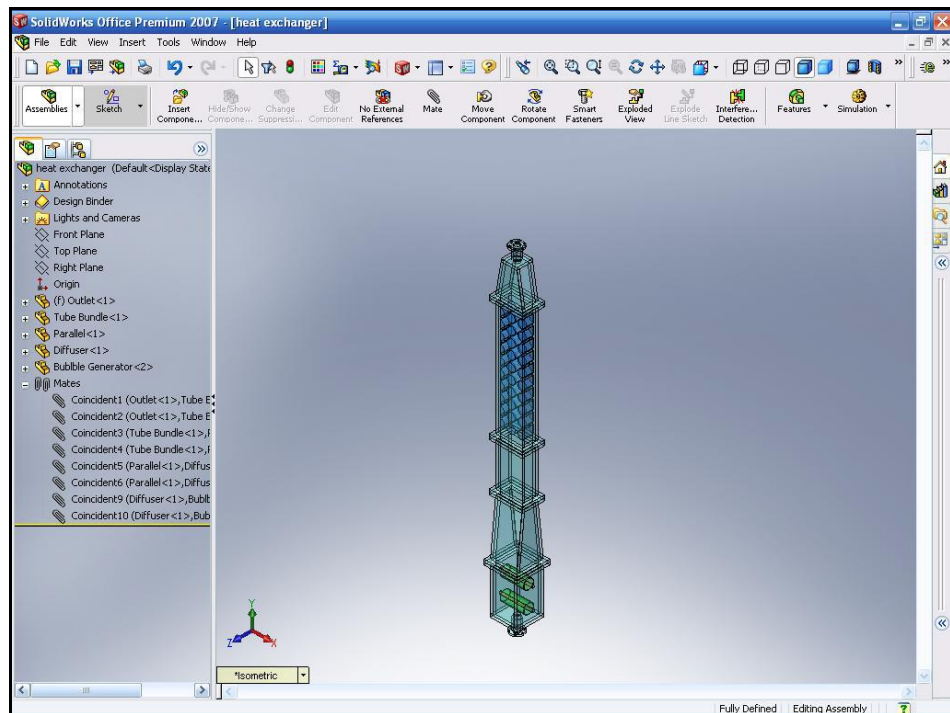 SolidWorks Office Premium 2007 - [heat exchanger]
File Edit View Insert Tools Window Help
Assemblies
Sketch
Insert Compone...
Hide/Show Compone...
Change Suppressi...
Edit Component
No External References
Mate
Move Component
Rotate Component
Smart Fasteners
Exploded View
Explode Line Sketch
Interfere... Detection
Features
Simulation
heat exchanger (Default<Display State
Annotations
Design Binder
Lights and Cameras
Front Plane
Top Plane
Right Plane
Origin
(f) Outlet<1>
Tube Bundle<1>
Parallel<1>
Diffuser<1>
Bublble Generator<2>
Mates
Coincident1 (Outlet<1>,Tube B
Coincident2 (Outlet<1>,Tube B
Coincident3 (Tube Bundle<1>,P
Coincident4 (Tube Bundle<1>,P
Coincident5 (Parallel<1>,Diffus
Coincident6 (Parallel<1>,Diffus
Coincident9 (Diffuser<1>,Bublb
Coincident10 (Diffuser<1>,Bub
Y
Z X
*Isometric
Fully Defined Editing Assembly